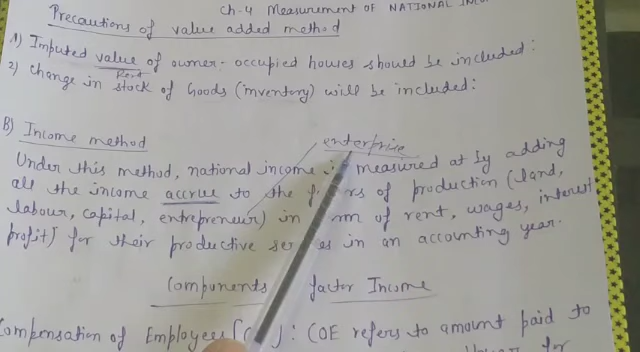 Ch-4 Measurement OF NATIONAL
Precautions of value added method
1) Imputed value of owner-occupied houses should be included:
Rent
2) Change in stock of Goods (inventory) will be included:
enterprise
B) Income method
Under this method, national income is measured at by adding
all the income accrue to the of production (land,
labour, capital, entrepreneur) in of rent, wages, interest
profit) for their productive in an accounting year.
Components factor Income
Compensation of Employees : COE refers to amount paid to
for